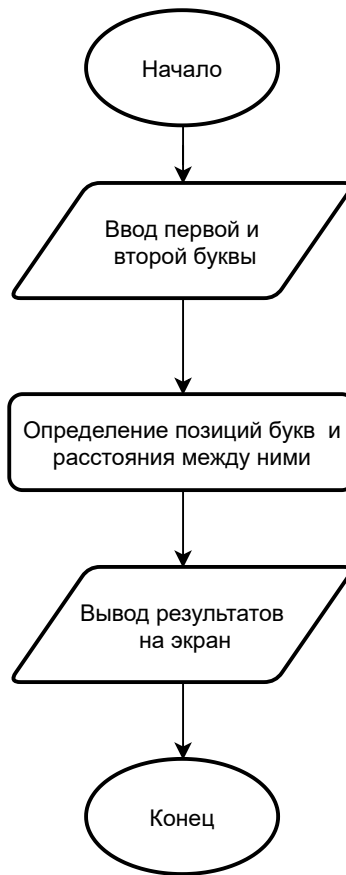 Начало
Ввод первой и
второй буквы
Определение позиций букв и
расстояния между ними
Вывод результатов
на экран
Конец